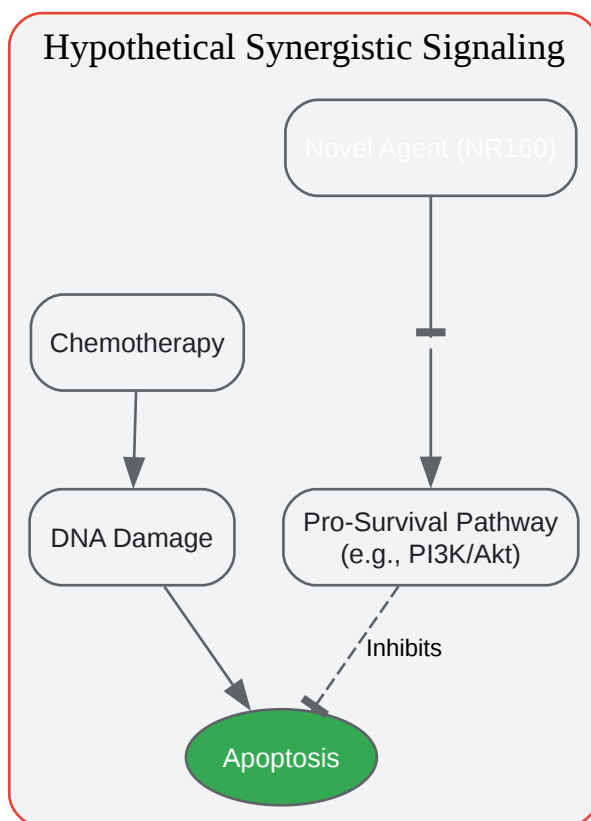 Hypothetical Synergistic Signaling
Novel Agent (NR160)
Chemotherapy
DNA Damage
Pro-Survival Pathway
(e.g., PI3K/Akt)
Inhibits
Apoptosis